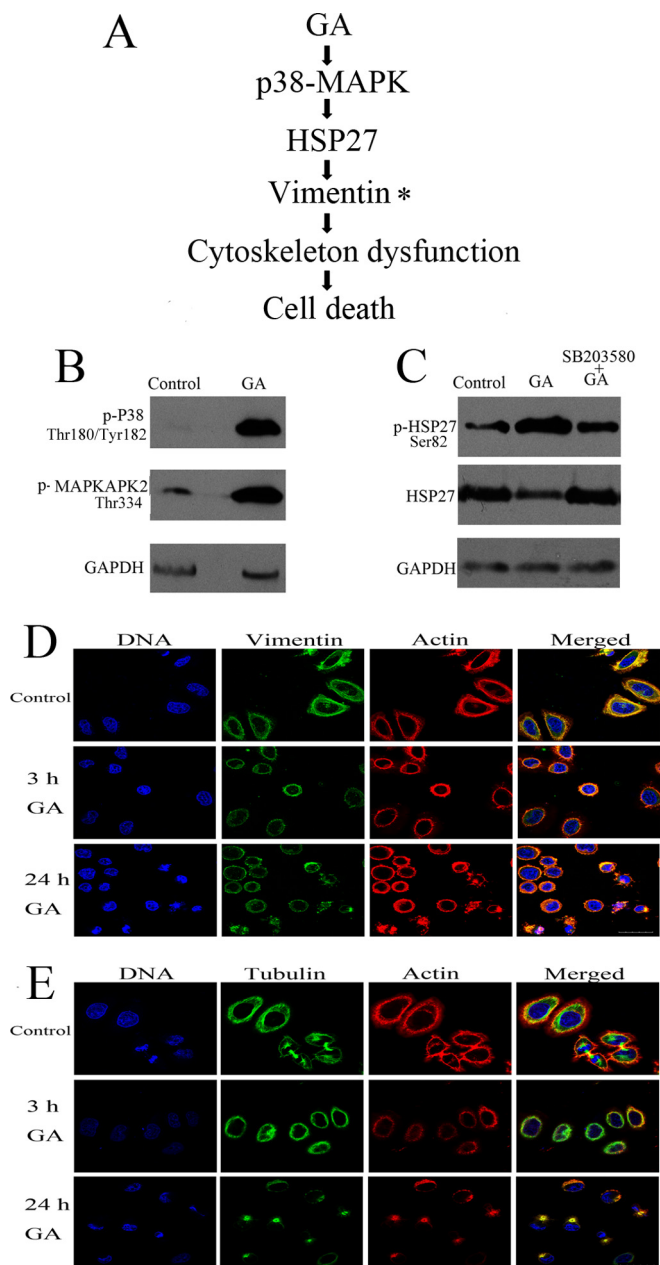 A
GA
p38-MAPK
HSP27
Vimentin *
Cytoskeleton dysfunction
Cell death
B
Control GA
p-P38
Thr180/Tyr182
p- MAPKAPK2
Thr334
GAPDH
C
Control GA SB203580
+
GA
p-HSP27
Ser82
HSP27
GAPDH
D
DNA Vimentin Actin Merged
Control
3 h
GA
24 h
GA
E
DNA Tubulin Actin Merged
Control
3 h
GA
24 h
GA